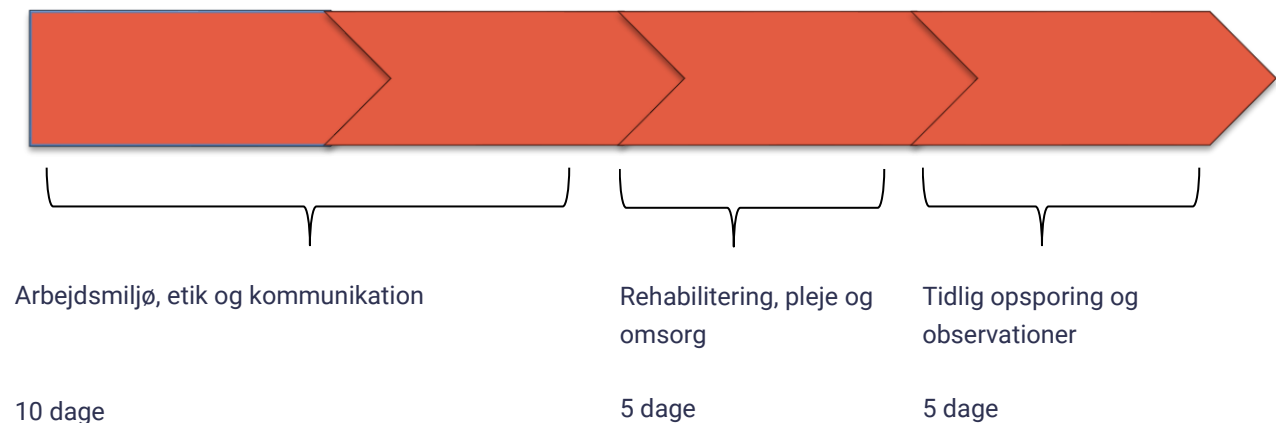 Arbejdsmiljø, etik og kommunikation
10 dage
Rehabilitering, pleje og
omsorg
5 dage
Tidlig opsporing og
observationer
5 dage